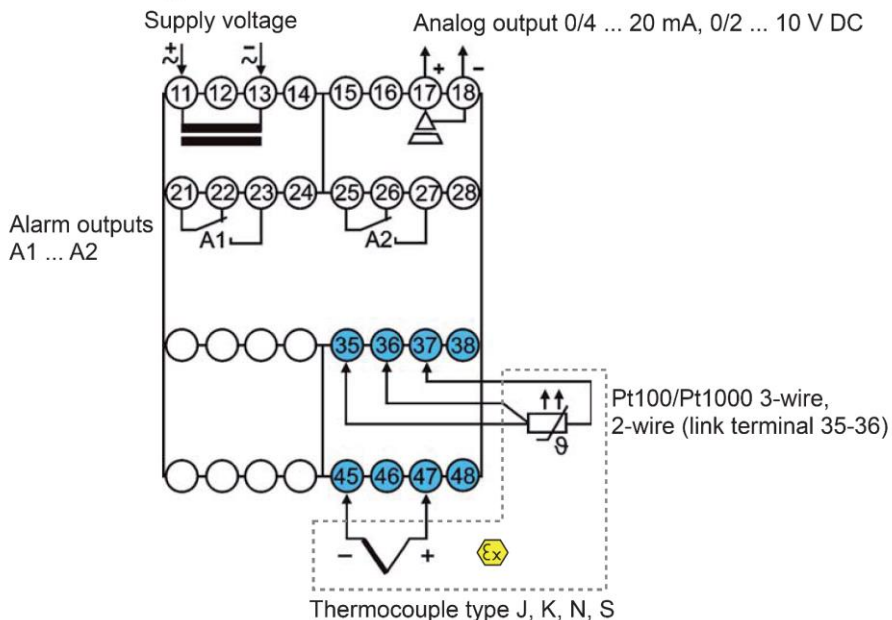 Supply voltage
Analog output 0/4 ... 20 mA, 0/2 ... 10 V DC
+ ~ - ~ + -
11 12 13 14 15 16 17 18
21 22 23 24 25 26 27 28
Alarm outputs
A1 ... A2
A1 A2
35 36 37 38
Pt100/Pt1000 3-wire,
2-wire (link terminal 35-36)
ϑ
45 46 47 48
- + εx
Thermocouple type J, K, N, S